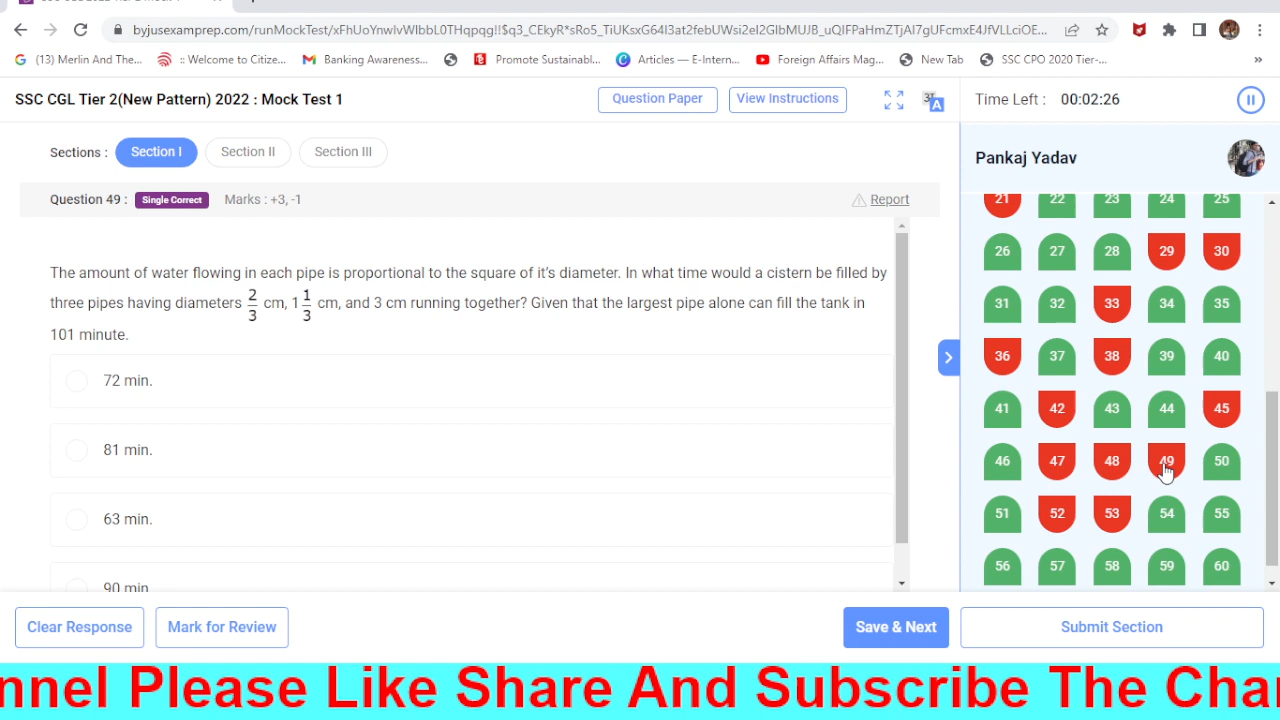 byjusexamprep.com/runMockTest/xFhUoYnwIvWlbbL0THqpqg!!$q3_CEkyR*sRo5_TiUKsxG64I3at2febUWsi2eI2GIbMUJB_uQIFPaHmZTjAI7gUFcmxE4JfVLLciOE...
(13) Merlin And The... :: Welcome to Citize... Banking Awareness... Promote Sustainabl... Articles — E-Intern... Foreign Affairs Mag... New Tab SSC CPO 2020 Tier-... »
SSC CGL Tier 2(New Pattern) 2022 : Mock Test 1 Question Paper View Instructions Time Left : 00:02:26
Sections : Section I Section II Section III Pankaj Yadav
Question 49 : Single Correct Marks : +3, -1 Report
21 22 23 24 25
The amount of water flowing in each pipe is proportional to the square of it's diameter. In what time would a cistern be filled by
three pipes having diameters 2/3 cm, 1 1/3 cm, and 3 cm running together? Given that the largest pipe alone can fill the tank in
101 minute.
72 min.
81 min.
63 min.
90 min
26 27 28 29 30
31 32 33 34 35
36 37 38 39 40
41 42 43 44 45
46 47 48 49 50
51 52 53 54 55
56 57 58 59 60
Clear Response Mark for Review Save & Next Submit Section
nnel Please Like Share And Subscribe The Cha